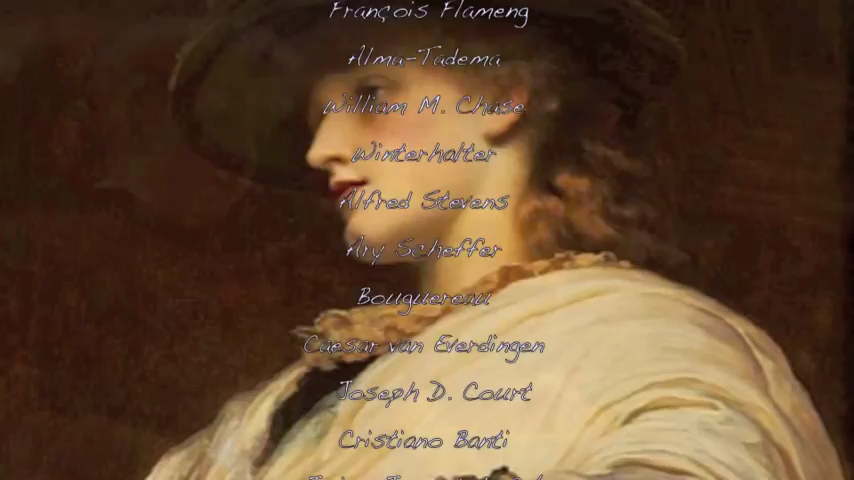 François Flameng
Alma-Tadema
William M. Chase
Winterhalter
Alfred Stevens
Ary Scheffer
Bouguereau
Caesar van Everdingen
Joseph D. Court
Cristiano Banti